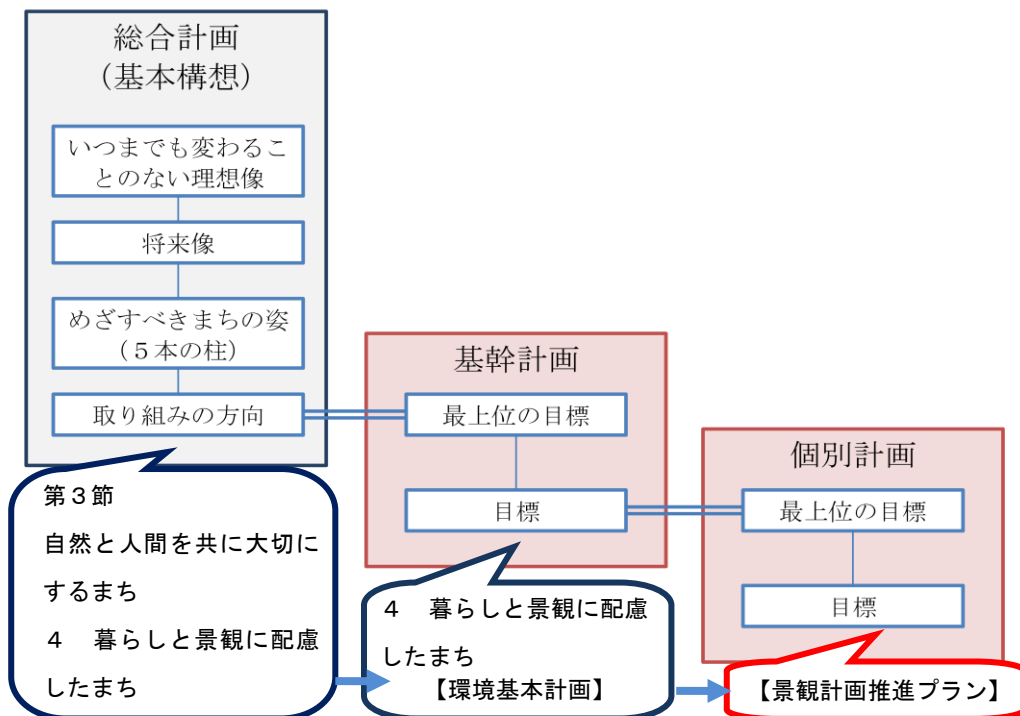 総合計画
（基本構想）
いつまでも変わるこ
とのない理想像
将来像
めざすべきまちの姿
（５本の柱）
取り組みの方向
第３節
自然と人間を共に大切に
するまち
４　暮らしと景観に配慮
したまち
基幹計画
最上位の目標
目標
４　暮らしと景観に配慮
したまち
【環境基本計画】
個別計画
最上位の目標
目標
【景観計画推進プラン】